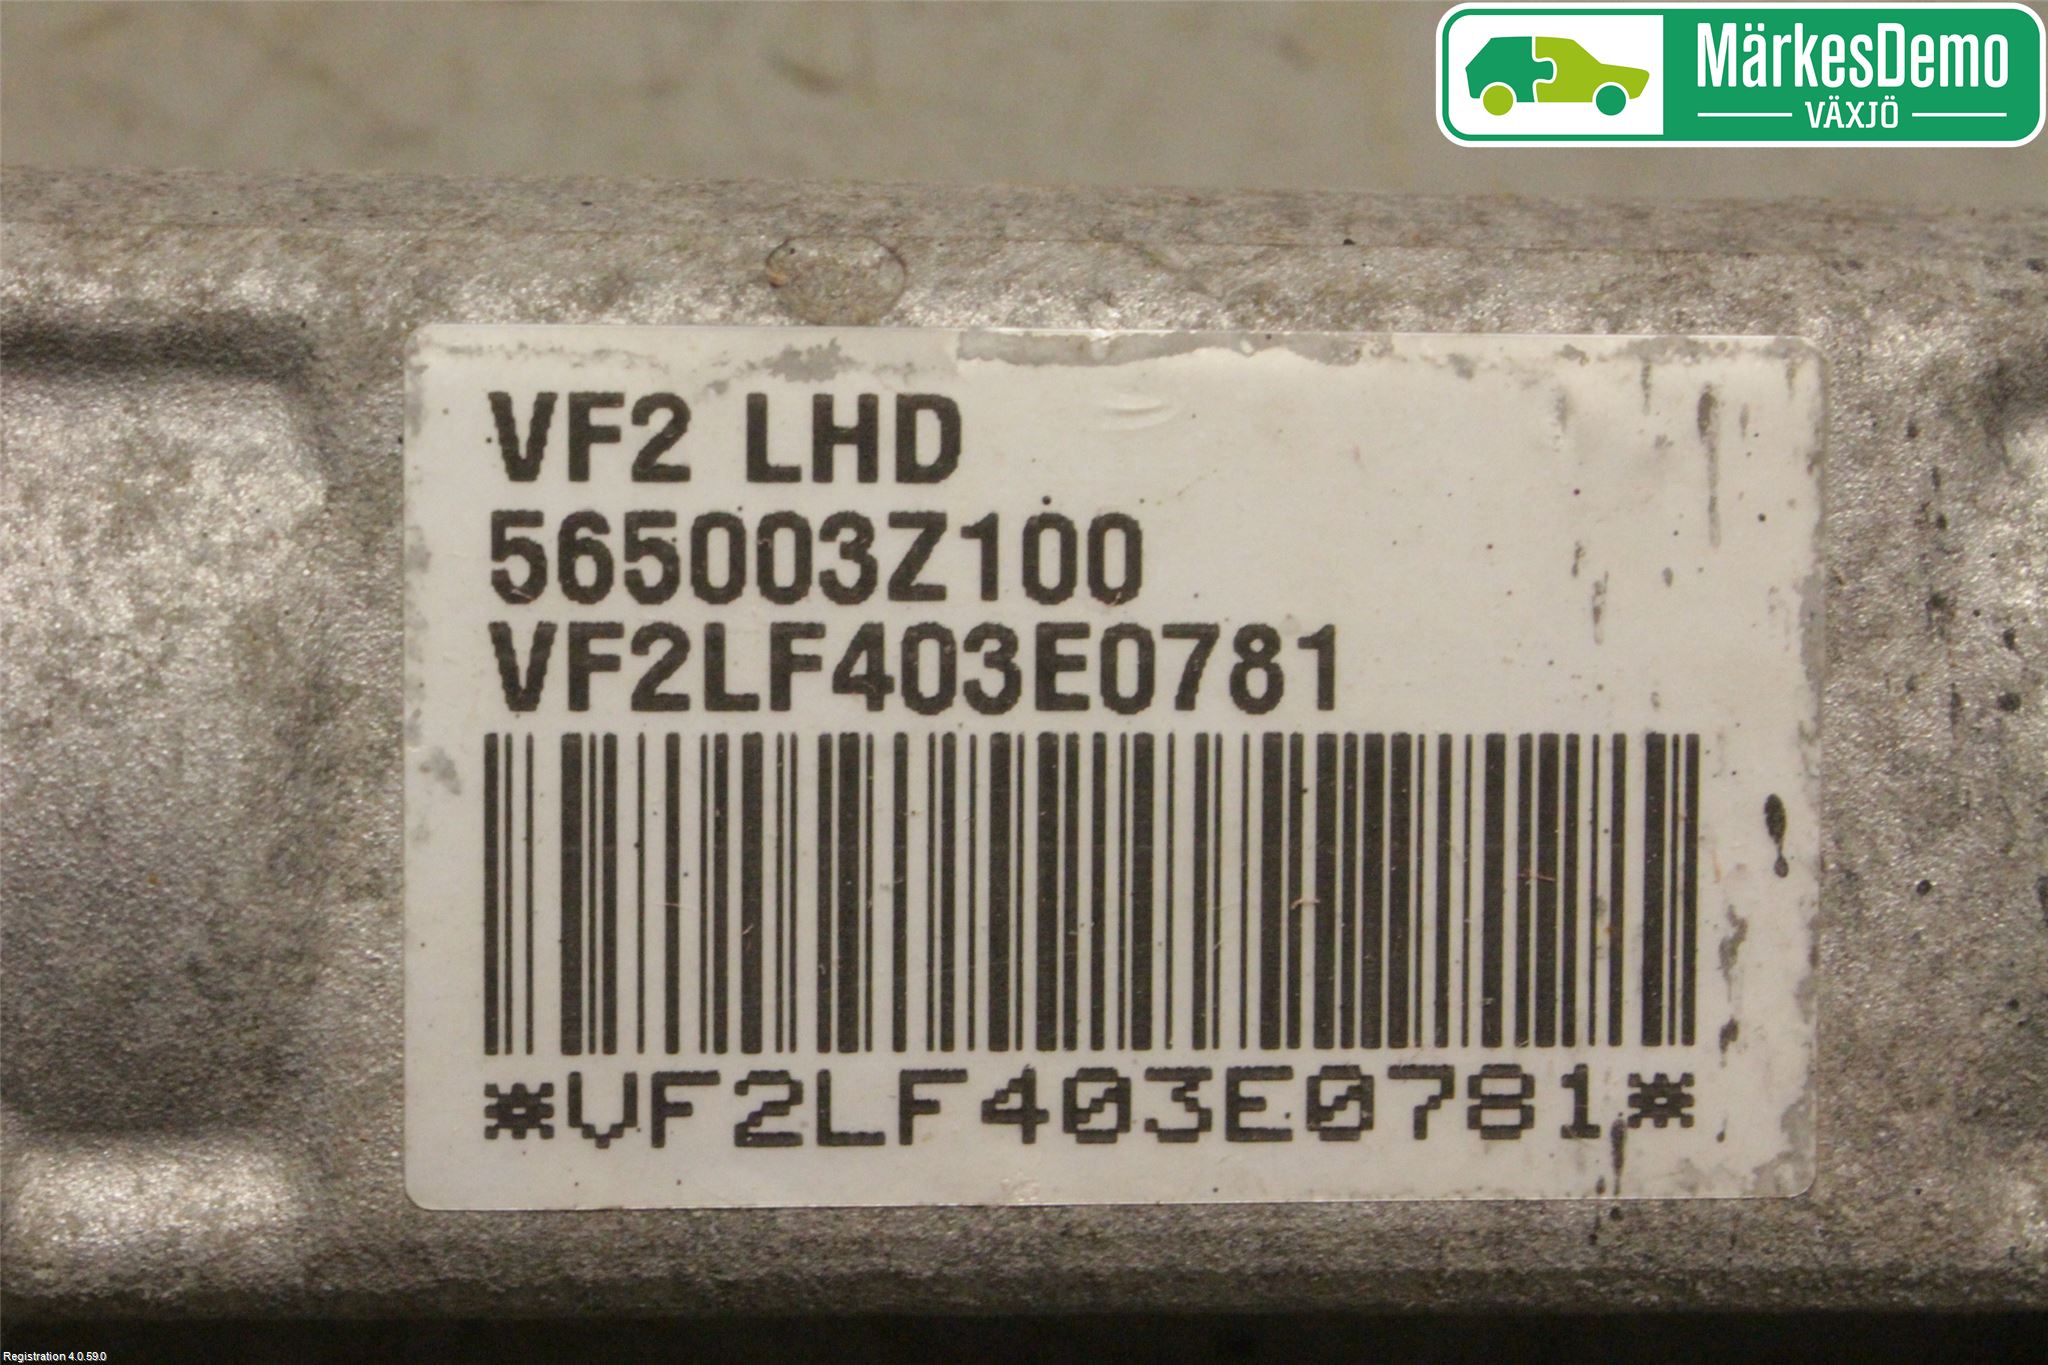 MärkesDemo
VÄXJÖ
VF2 LHD
565003Z100
VF2LF403E0781
*VF2LF403E0781*
Registration 4.0.59.0